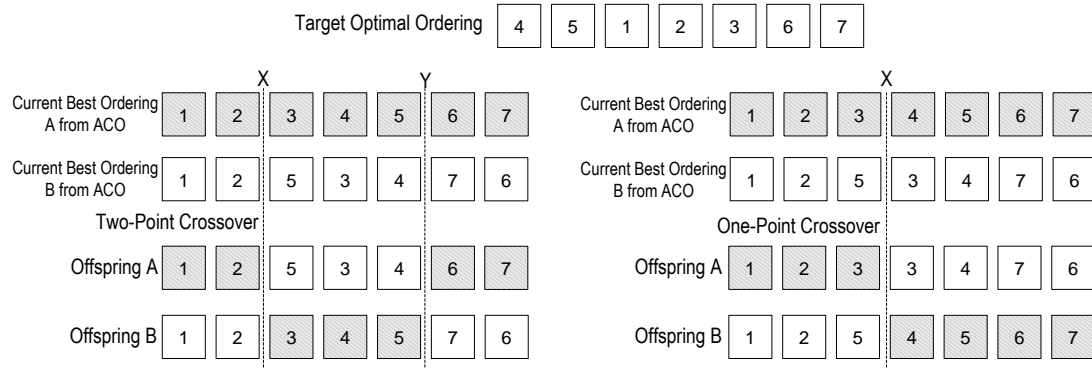 Target Optimal Ordering 4 5 1 2 3 6 7
X Y
Current Best Ordering
A from ACO
1 2 3 4 5 6 7
Current Best Ordering
B from ACO
1 2 5 3 4 7 6
Two-Point Crossover
Offspring A 1 2 5 3 4 6 7
Offspring B 1 2 3 4 5 7 6
X
Current Best Ordering
A from ACO
1 2 3 4 5 6 7
Current Best Ordering
B from ACO
1 2 5 3 4 7 6
One-Point Crossover
Offspring A 1 2 3 3 4 7 6
Offspring B 1 2 5 4 5 6 7